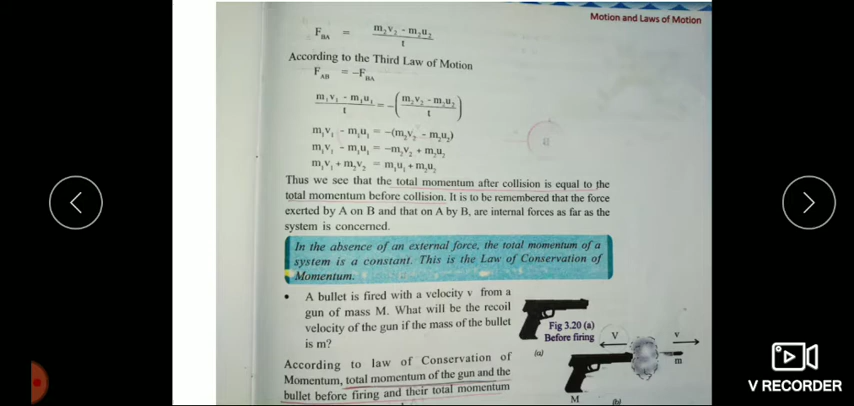 Motion and Laws of Motion
F_BA = (m₂v₂ - m₂u₂)/t
According to the Third Law of Motion
F_AB = -F_BA
(m₁v₁ - m₁u₁)/t = -((m₂v₂ - m₂u₂)/t)
m₁v₁ - m₁u₁ = -(m₂v₂ - m₂u₂)
m₁v₁ - m₁u₁ = -m₂v₂ + m₂u₂
m₁v₁ + m₂v₂ = m₁u₁ + m₂u₂
Thus we see that the total momentum after collision is equal to the
total momentum before collision. It is to be remembered that the force
exerted by A on B and that on A by B, are internal forces as far as the
system is concerned.
In the absence of an external force, the total momentum of a
system is a constant. This is the Law of Conservation of
Momentum.
• A bullet is fired with a velocity v from a
gun of mass M. What will be the recoil
velocity of the gun if the mass of the bullet
is m?
Fig 3.20 (a)
Before firing
(a)
V
v
m
M
(b)
According to law of Conservation of
Momentum, total momentum of the gun and the
bullet before firing and their total momentum
V RECORDER